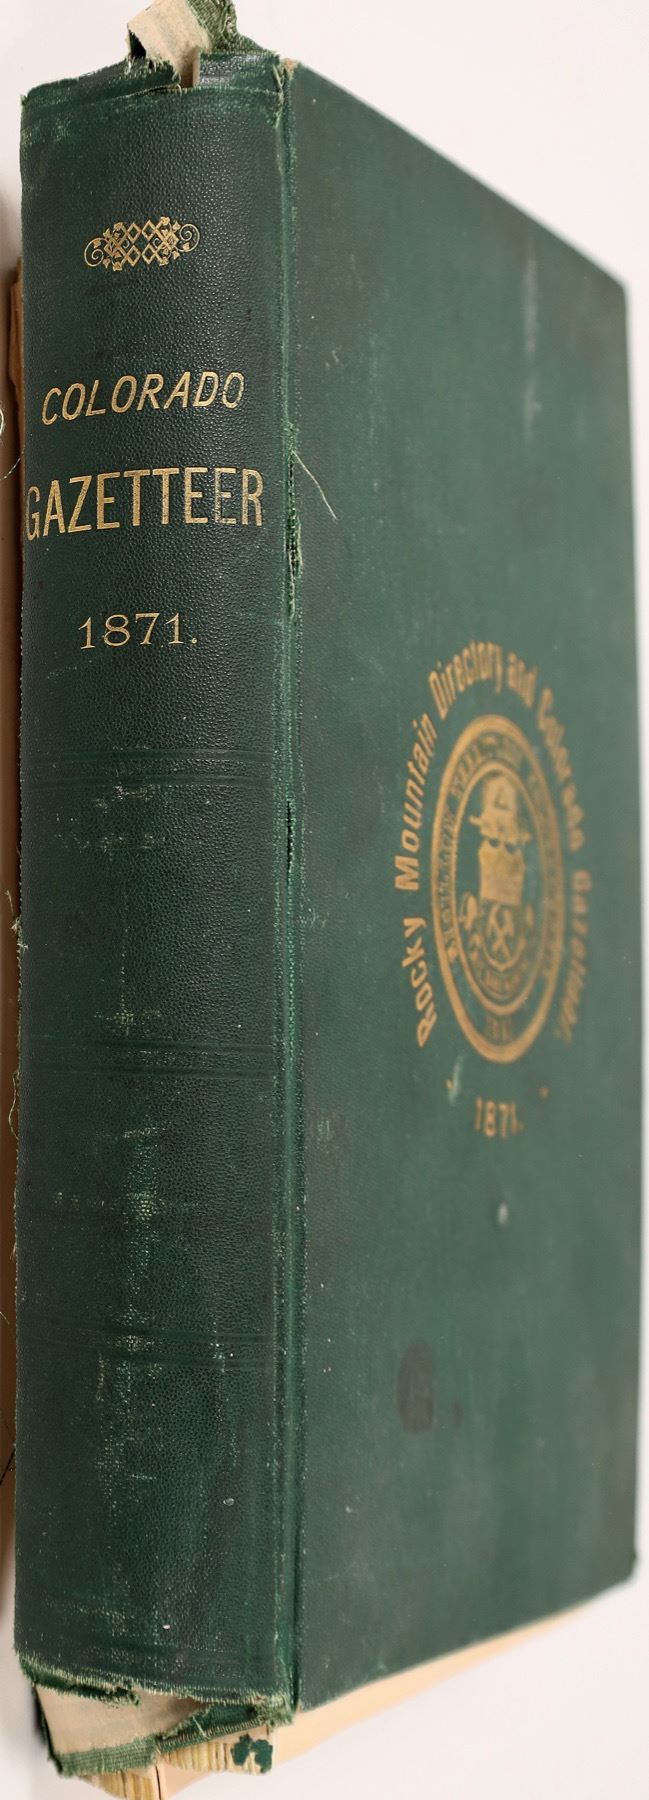 COLORADO
GAZETTEER
1871.
Rocky Mountain Directory and Colorado Gazetteer.
1871.